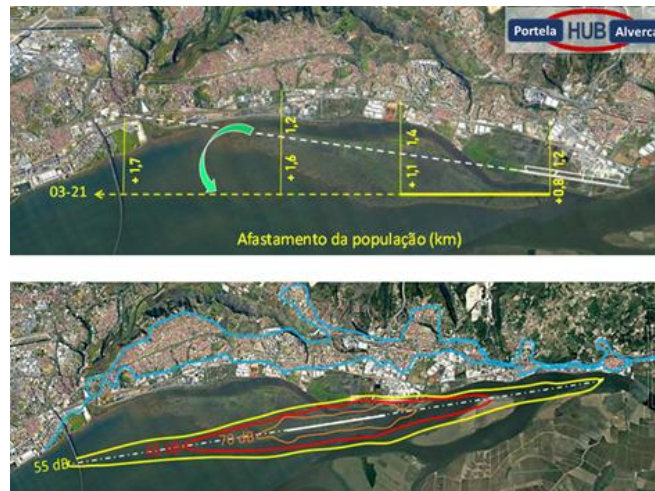 Portela HUB Alverca
+ 1,7
+ 1,6 1,2
+ 1,1 1,4
+0,8 1,2
03-21
Afastamento da população (km)
55 dB
70 dB